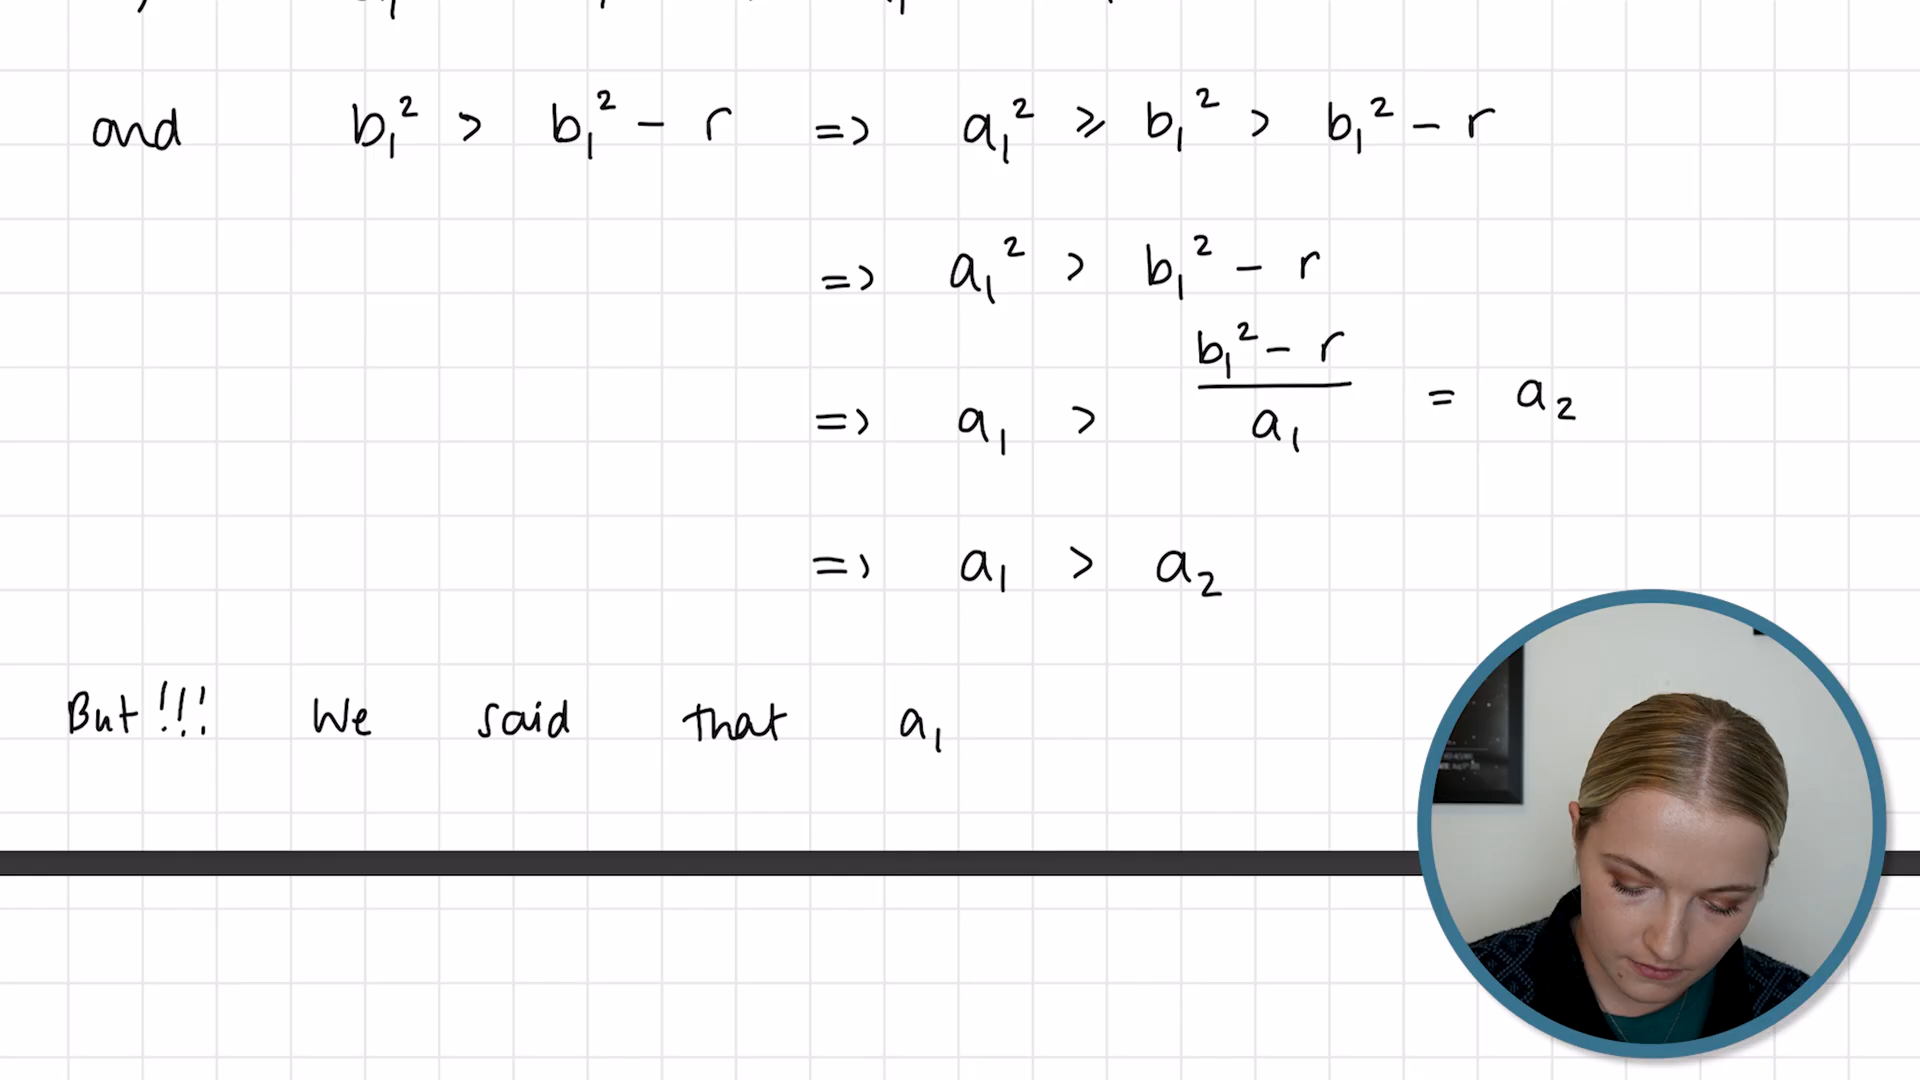 and b₁² > b₁² - r => a₁² ⩾ b₁² > b₁² - r
=> a₁² > b₁² - r
=> a₁ > (b₁² - r)/a₁ = a₂
=> a₁ > a₂
But!!! We said that a₁